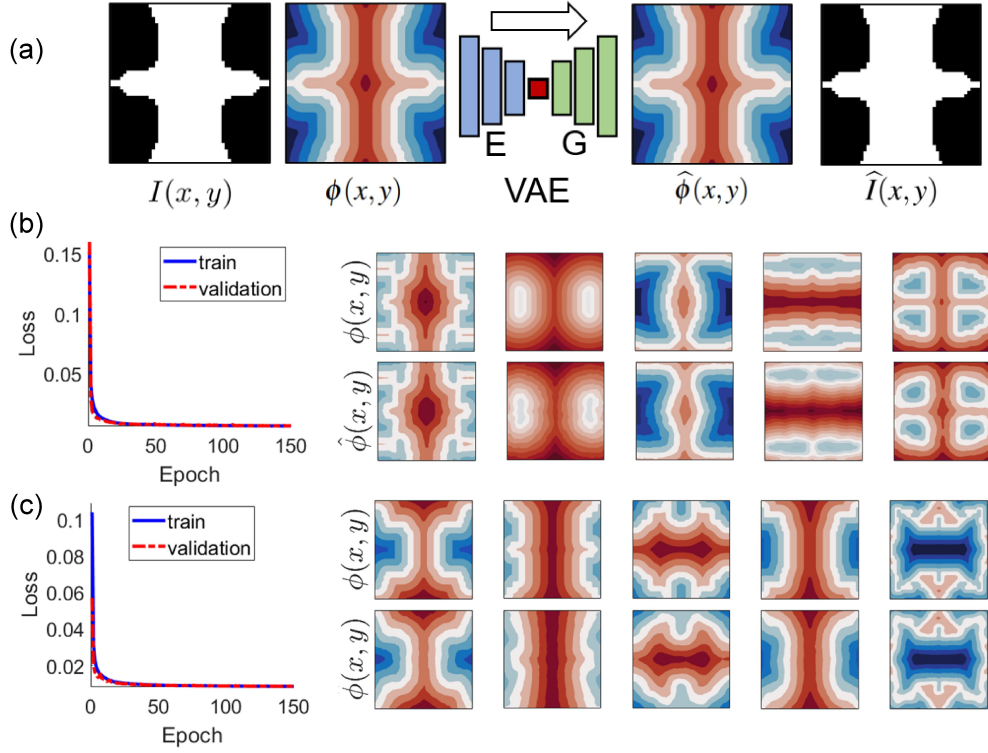 (a)
E
G
I(x, y)
ϕ(x, y)
VAE
ϕ̂(x, y)
Î(x, y)
(b)
0.15
0.1
0.05
Loss
train
validation
0
50
100
150
Epoch
ϕ(x, y)
ϕ̂(x, y)
(c)
0.1
0.08
0.06
0.04
0.02
Loss
train
validation
0
50
100
150
Epoch
ϕ(x, y)
ϕ(x, y)